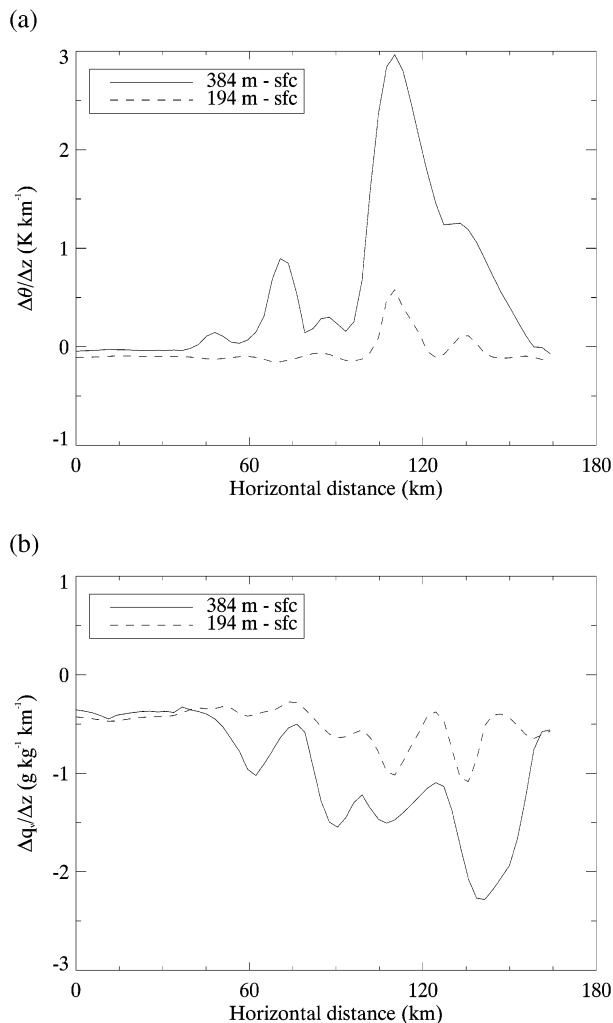 (a)
3
384 m - sfc
194 m - sfc
2
1
0
-1
Δθ/Δz (K km⁻¹)
0 60 120 180
Horizontal distance (km)
(b)
1
384 m - sfc
194 m - sfc
0
-1
-2
-3
Δqᵥ/Δz (g kg⁻¹ km⁻¹)
0 60 120 180
Horizontal distance (km)